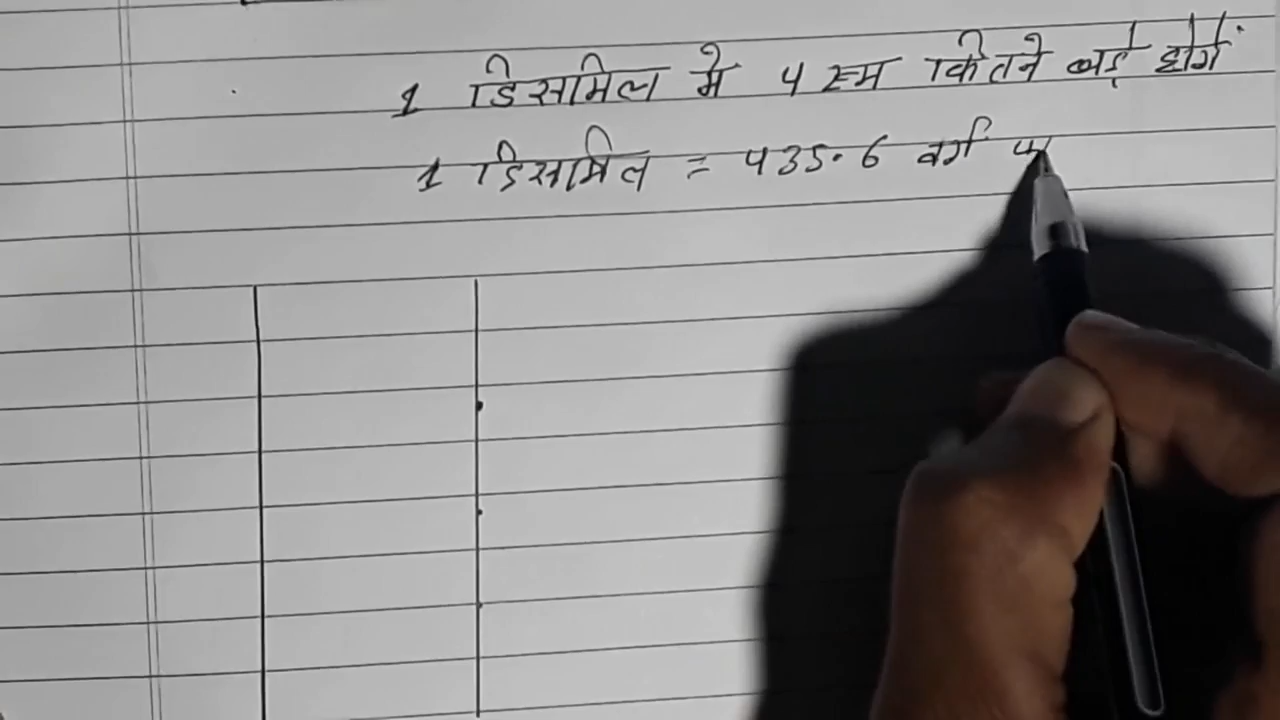 1 डिसमिल मे 4 रूम कितने बड़े होगें
1 डिसमिल = 435.6 वर्ग